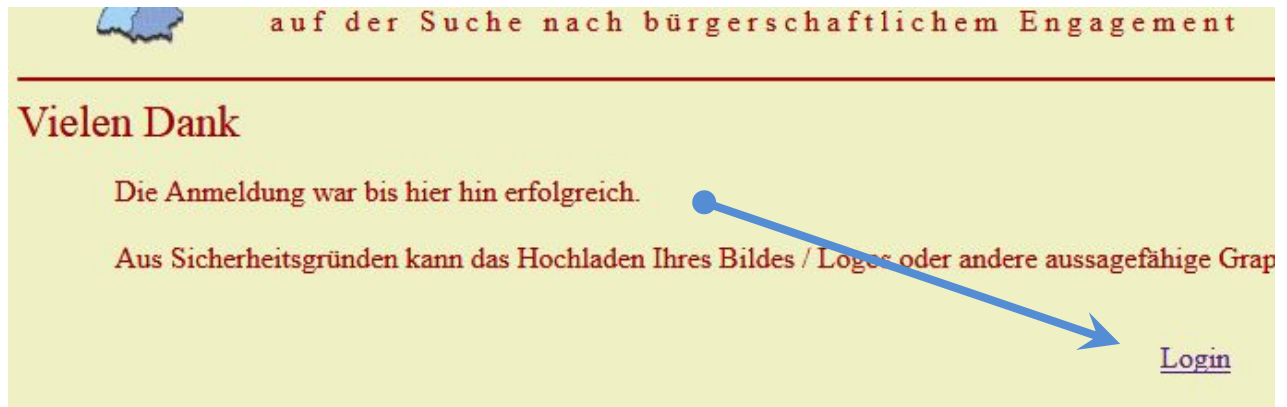 auf der Suche nach bürgerschaftlichem Engagement
Vielen Dank
Die Anmeldung war bis hier hin erfolgreich.
Aus Sicherheitsgründen kann das Hochladen Ihres Bildes / Logos oder andere aussagefähige Grap
Login